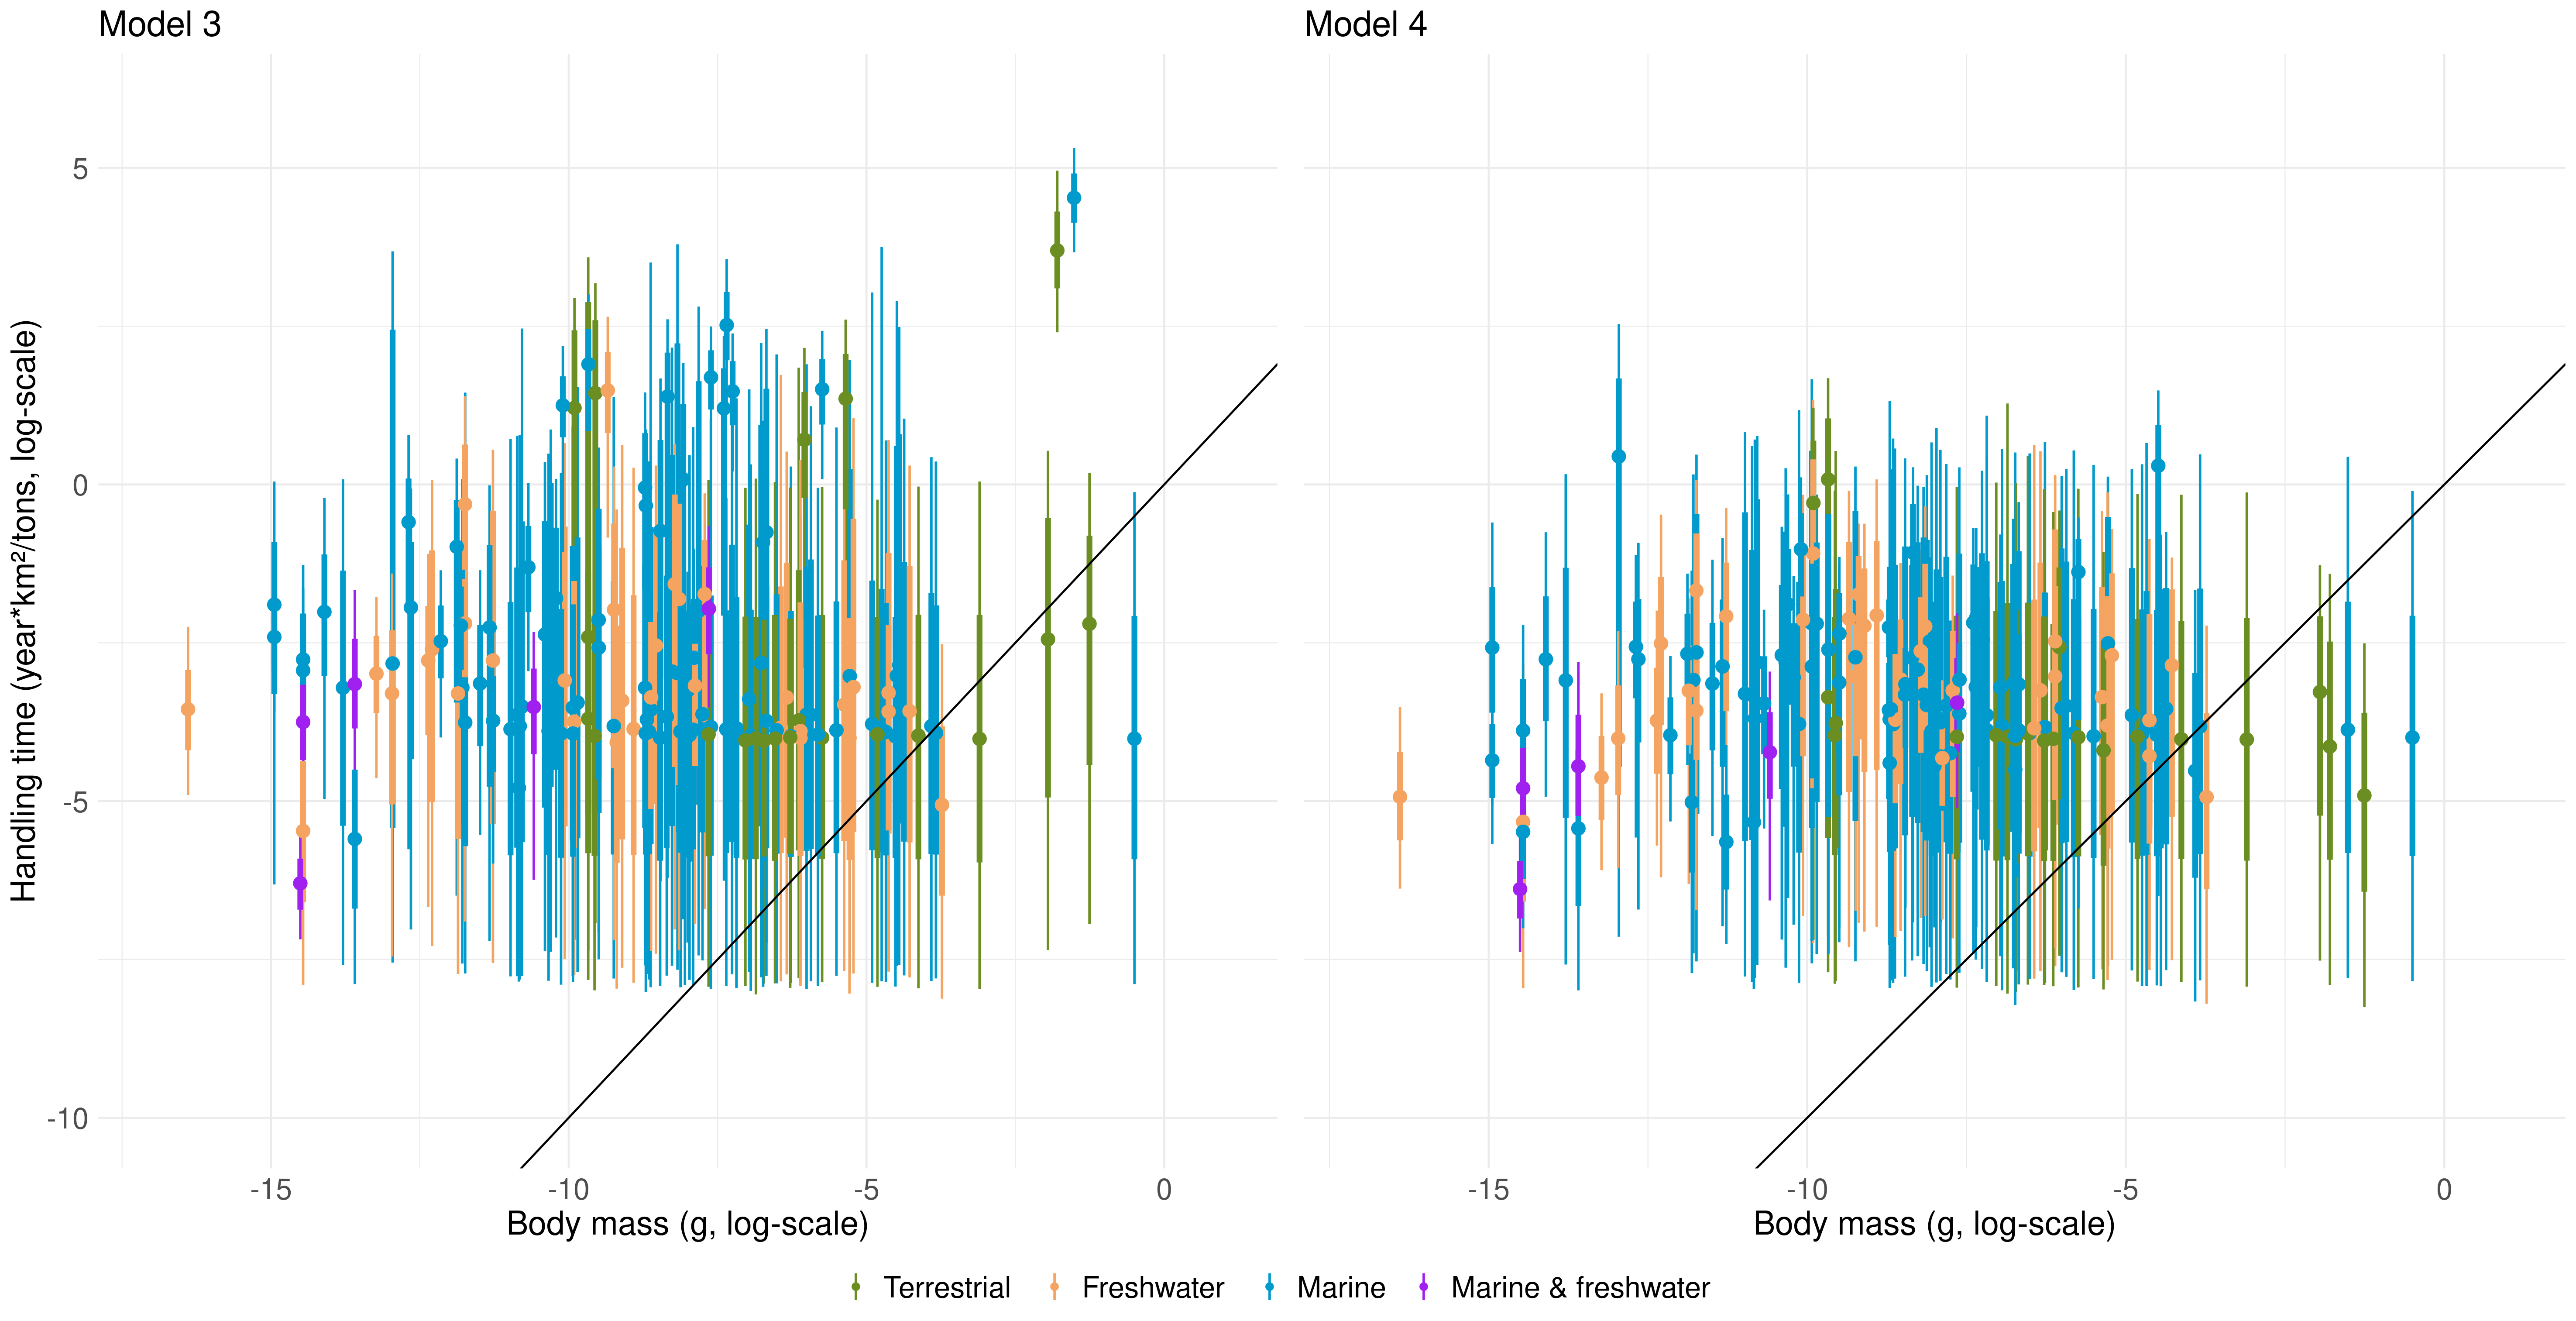 Model 3
Model 4
Handling time (year*km²/tons, log-scale)
5
0
-5
-10
-15 -10 -5 0
-15 -10 -5 0
Body mass (g, log-scale)
Body mass (g, log-scale)
Terrestrial Freshwater Marine Marine & freshwater